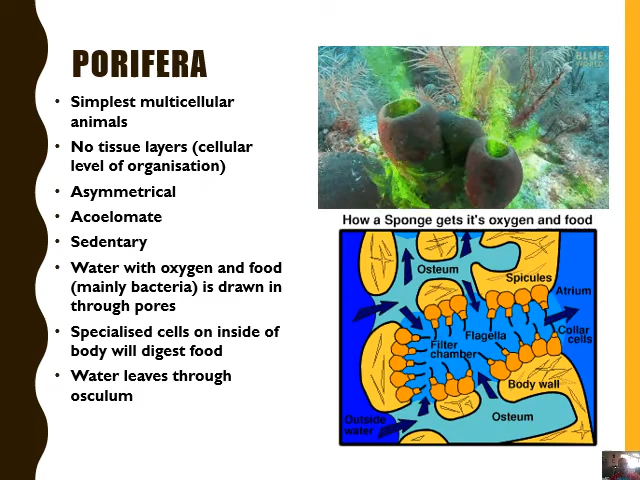 PORIFERA
• Simplest multicellular
animals
• No tissue layers (cellular
level of organisation)
• Asymmetrical
• Acoelomate
• Sedentary
• Water with oxygen and food
(mainly bacteria) is drawn in
through pores
• Specialised cells on inside of
body will digest food
• Water leaves through
osculum
BLUE
WORLD
How a Sponge gets it's oxygen and food
Osteum
Spicules
Atrium
Flagella
Collar
cells
Filter
chamber
Body wall
Outside
water
Osteum